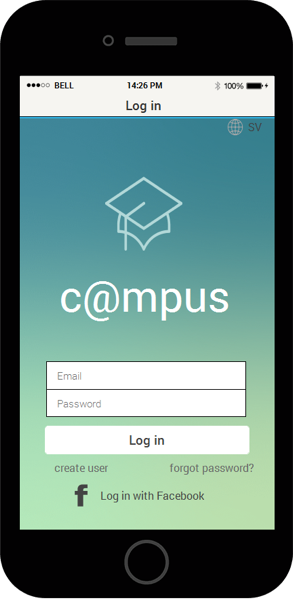 BELL 14:26 PM 100%
Log in
SV
c@mpus
Email
Password
Log in
create user forgot password?
f Log in with Facebook